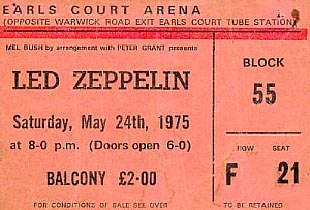 EARLS COURT ARENA
(OPPOSITE WARWICK ROAD EXIT EARLS COURT TUBE STATION)
MEL BUSH by arrangement with PETER GRANT presents
LED ZEPPELIN
Saturday, May 24th, 1975
at 8-0 p.m. (Doors open 6-0)
BALCONY £2·00
FOR CONDITIONS OF SALE SEE OVER
BLOCK
55
ROW SEAT
F 21
TO BE RETAINED